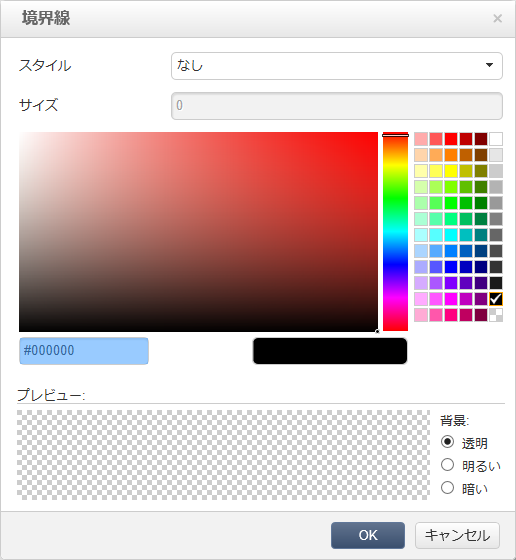 境界線
×
スタイル
なし
サイズ
0
#000000
プレビュー:
背景:
透明
明るい
暗い
OK
キャンセル